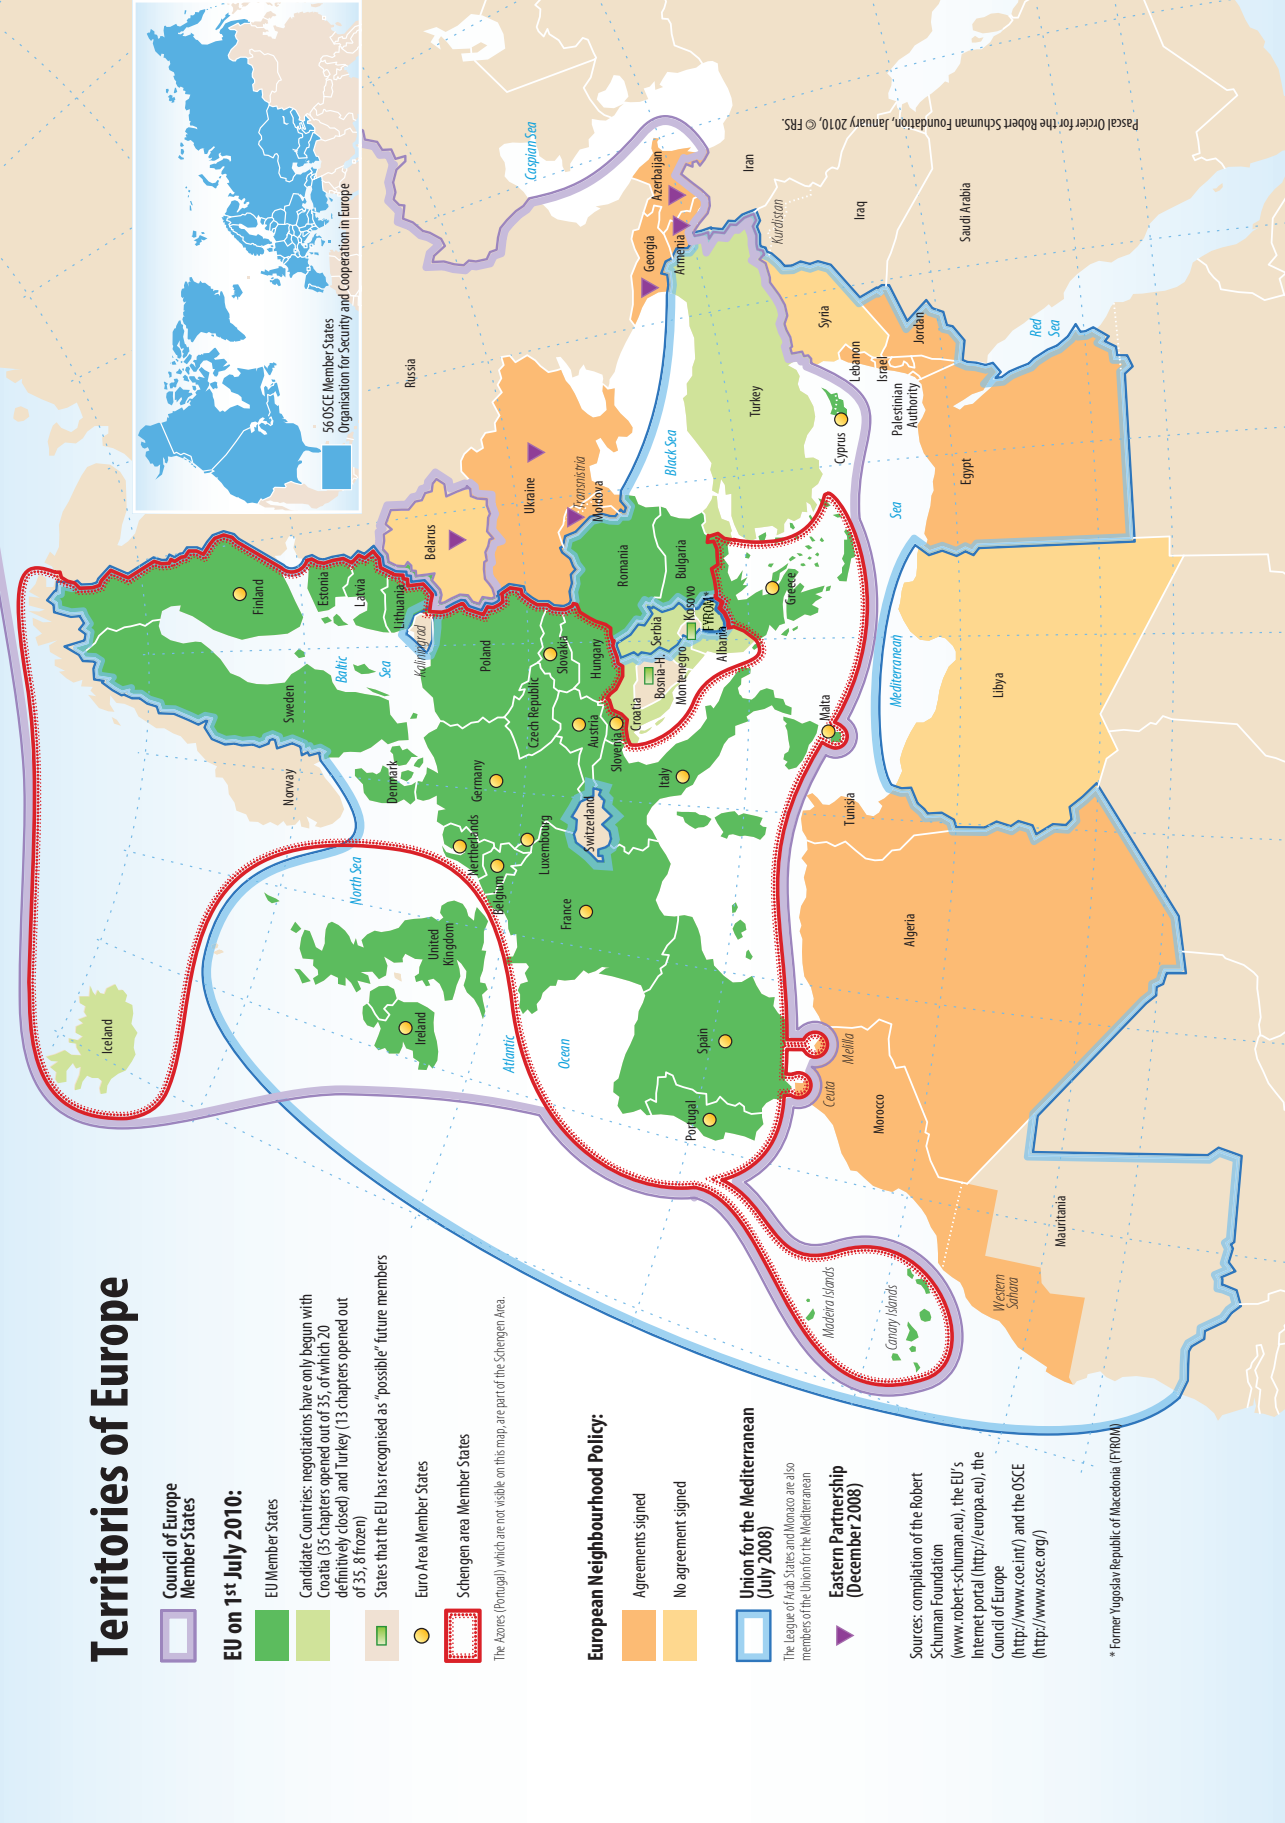 Territories of Europe
Council of Europe
Member States
EU on 1st July 2010:
EU Member States
Candidate Countries: negotiations have only begun with
Croatia (35 chapters opened out of 35, of which 20
definitively closed) and Turkey (13 chapters opened out
of 35, 8 frozen)
States that the EU has recognised as “possible” future members
Euro Area Member States
Schengen area Member States
The Azores (Portugal) which are not visible on this map, are part of the Schengen Area.
European Neighbourhood Policy:
Agreements signed
No agreement signed
Union for the Mediterranean
(July 2008)
The League of Arab States and Monaco are also
members of the Union for the Mediterranean
Eastern Partnership
(December 2008)
Sources: compilation of the Robert
Schuman Foundation
(www.robert-schuman.eu), the EU’s
Internet portal (http://europa.eu), the
Council of Europe
(http://www.coe.int/) and the OSCE
(http://www.osce.org/)
* Former Yugoslav Republic of Macedonia (FYROM)
56 OSCE Member States
Organisation for Security and Cooperation in Europe
Iceland
Norway
Sweden
Finland
Estonia
Latvia
Lithuania
Kaliningrad
Baltic
Sea
Denmark
North Sea
United
Kingdom
Ireland
Atlantic
Ocean
Nertherlands
Belgium
Luxembourg
Germany
Poland
Czech Republic
Slovakia
Hungary
Austria
Slovenia
Switzerland
France
Italy
Spain
Portugal
Croatia
Bosnia-H.
Serbia
Montenegro
Kosovo
FYROM*
Albania
Romania
Bulgaria
Greece
Malta
Cyprus
Belarus
Ukraine
Transnistria
Moldova
Russia
Black Sea
Caspian Sea
Georgia
Armenia
Azerbaijan
Turkey
Kurdistan
Iran
Iraq
Saudi Arabia
Syria
Lebanon
Israel
Jordan
Palestinian
Authority
Red
Sea
Mediterranean
Sea
Egypt
Libya
Tunisia
Algeria
Morocco
Melilla
Ceuta
Madeira Islands
Canary Islands
Western
Sahara
Mauritania
Pascal Orcier for the Robert Schuman Foundation, January 2010, © FRS.